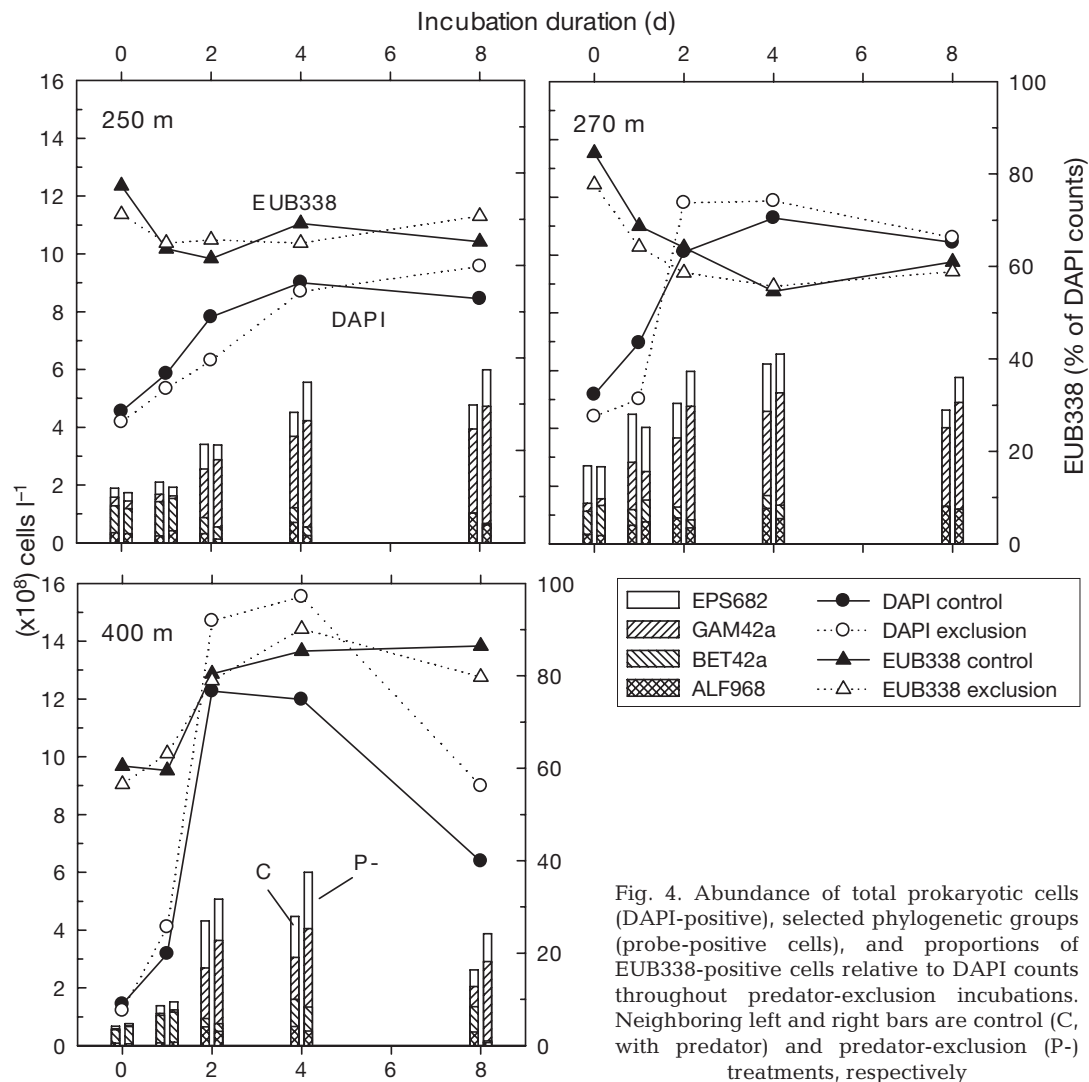 Incubation duration (d)
0 2 4 6 8
0 2 4 6 8
16
14
12
10
8
6
4
2
0
250 m
EUB338
DAPI
270 m
100
80
60
40
20
0
EUB338 (% of DAPI counts)
(x10⁸) cells l⁻¹
16
14
12
10
8
6
4
2
0
400 m
C
P-
100
80
60
40
20
0
0 2 4 6 8
EPS682
GAM42a
BET42a
ALF968
DAPI control
DAPI exclusion
EUB338 control
EUB338 exclusion
Fig. 4. Abundance of total prokaryotic cells
(DAPI-positive), selected phylogenetic groups
(probe-positive cells), and proportions of
EUB338-positive cells relative to DAPI counts
throughout predator-exclusion incubations.
Neighboring left and right bars are control (C,
with predator) and predator-exclusion (P-)
treatments, respectively